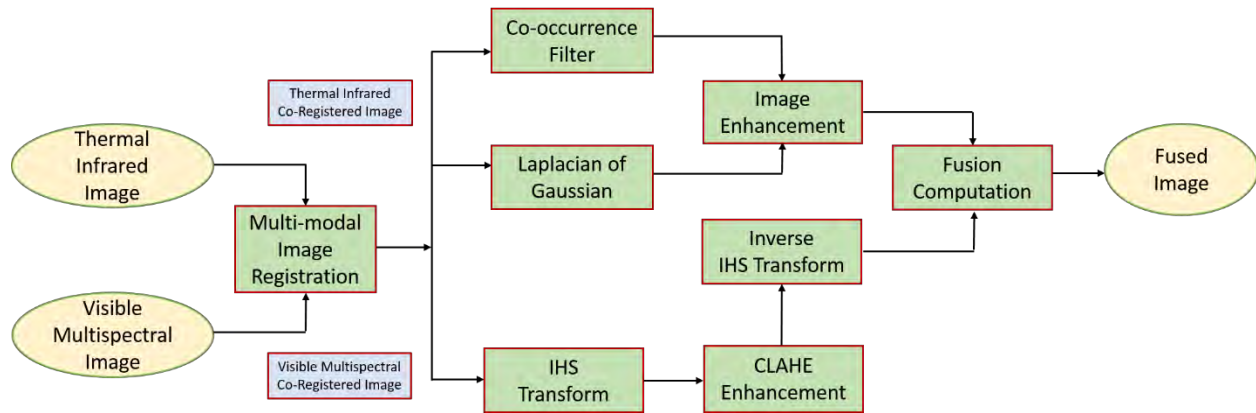 Thermal
Infrared
Image
Visible
Multispectral
Image
Multi-modal
Image
Registration
Thermal Infrared
Co-Registered Image
Visible Multispectral
Co-Registered Image
Co-occurrence
Filter
Laplacian of
Gaussian
Image
Enhancement
IHS
Transform
CLAHE
Enhancement
Inverse
IHS Transform
Fusion
Computation
Fused
Image